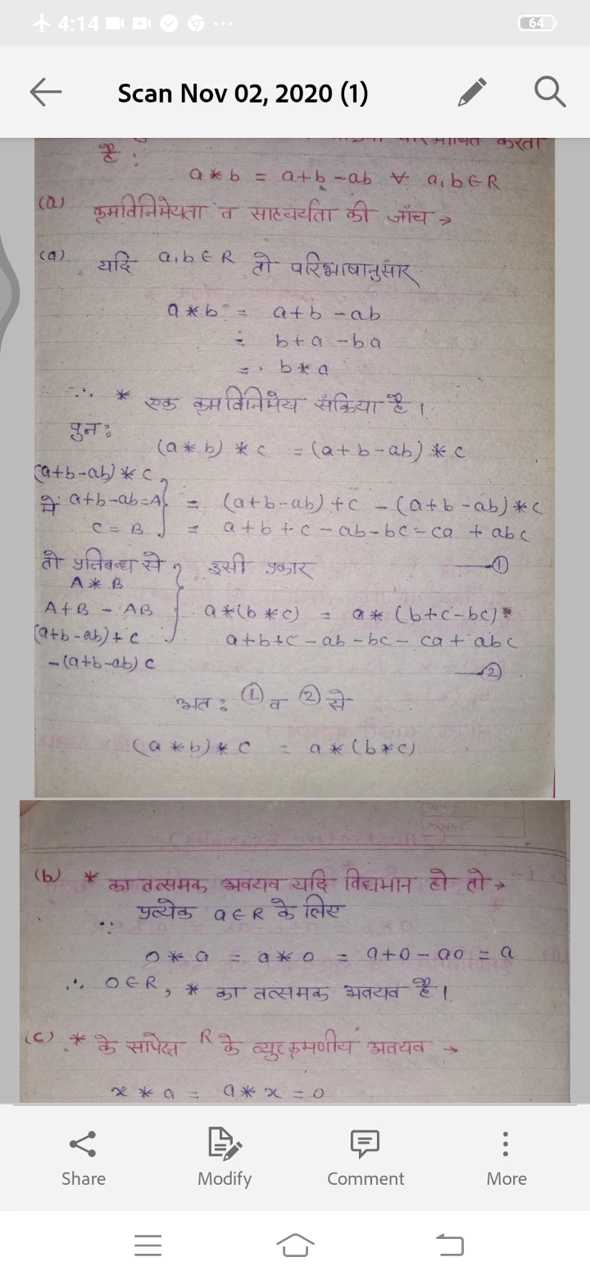 4:14
64
Scan Nov 02, 2020 (1)
करता
है :
a * b = a+b -ab ∀ a,b∈R
(a) क्रमविनिमेयता व साहचर्यता की जाँच →
(a) यदि a,b∈R तो परिभाषानुसार
a * b = a+b -ab
= b+a -ba
= b*a
∴ * एक क्रमविनिमेय संक्रिया है।
पुनः
(a * b) * c = (a+b-ab) * c
(a+b-ab) * c
में a+b-ab=A = (a+b-ab)+c - (a+b-ab)*c
c = B = a+b+c-ab-bc-ca + abc
तो प्रतिबन्ध से इसी प्रकार —①
A * B
A+B - AB a*(b*c) = a* (b+c-bc)
(a+b-ab)+c a+b+c-ab-bc-ca+abc
-(a+b-ab) c —②
अतः ① व ② से
(a*b)*c = a*(b*c)
(b) * का तत्समक अवयव यदि विद्यमान हो तो →
∵ प्रत्येक a∈R के लिए
0*a = a*0 = a+0-a0 = a
∴ 0∈R, * का तत्समक अवयव है।
(c) * के सापेक्ष R के व्युत्क्रमणीय अवयव →
x * a = a * x = 0
Share
Modify
Comment
More